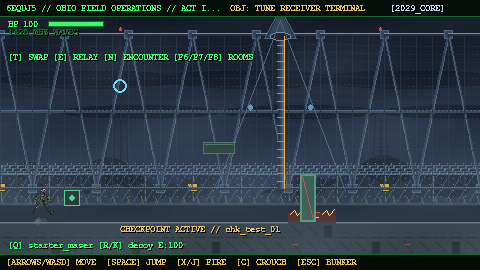 6EQUJ5 // OHIO FIELD OPERATIONS // ACT I... OBJ: TUNE RECEIVER TERMINAL [2029_CORE]
HP 100
[T] SWAP [E] RELAY [N] ENCOUNTER [F6/F7/F8] ROOMS
CHECKPOINT ACTIVE // chk_test_01
[Q] starter_maser [R/K] decoy E:100
[ARROWS/WASD] MOVE [SPACE] JUMP [X/J] FIRE [C] CROUCH [ESC] BUNKER